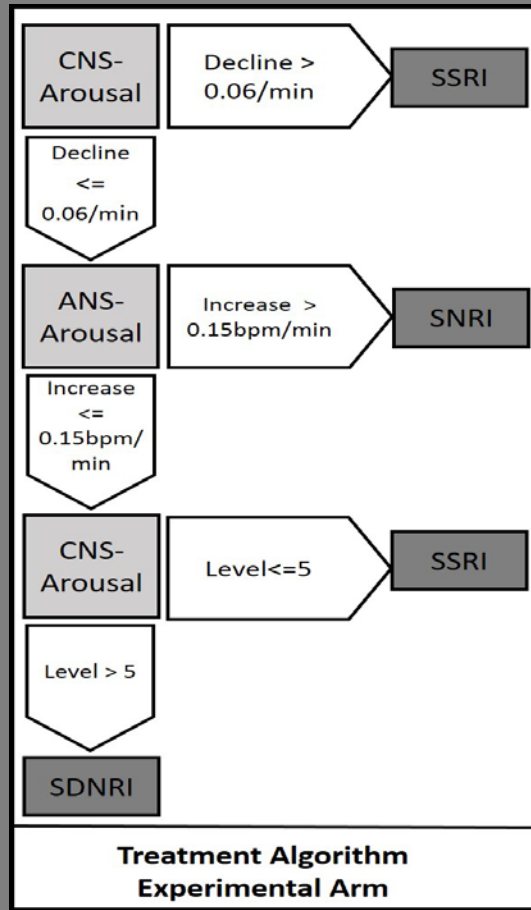 CNS-
Arousal
Decline >
0.06/min
SSRI
Decline
<=
0.06/min
ANS-
Arousal
Increase >
0.15bpm/min
SNRI
Increase
<=
0.15bpm/
min
CNS-
Arousal
Level<=5
SSRI
Level > 5
SDNRI
Treatment Algorithm
Experimental Arm